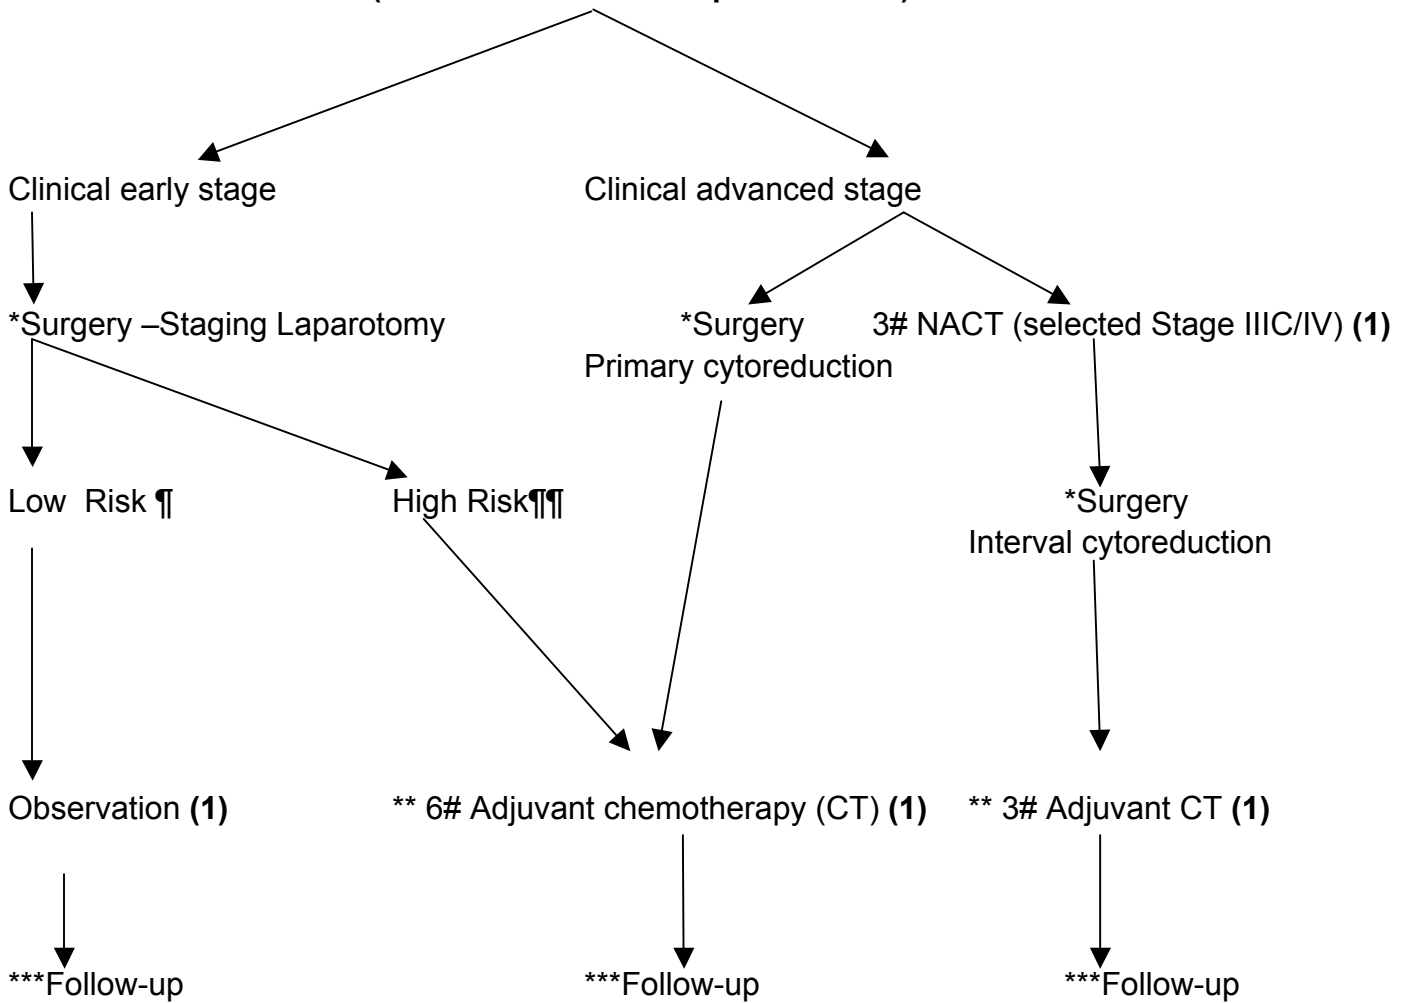 Clinical early stage
Clinical advanced stage
*Surgery –Staging Laparotomy
*Surgery
Primary cytoreduction
3# NACT (selected Stage IIIC/IV) (1)
Low Risk ¶
High Risk¶¶
*Surgery
Interval cytoreduction
Observation (1)
** 6# Adjuvant chemotherapy (CT) (1)
** 3# Adjuvant CT (1)
***Follow-up
***Follow-up
***Follow-up